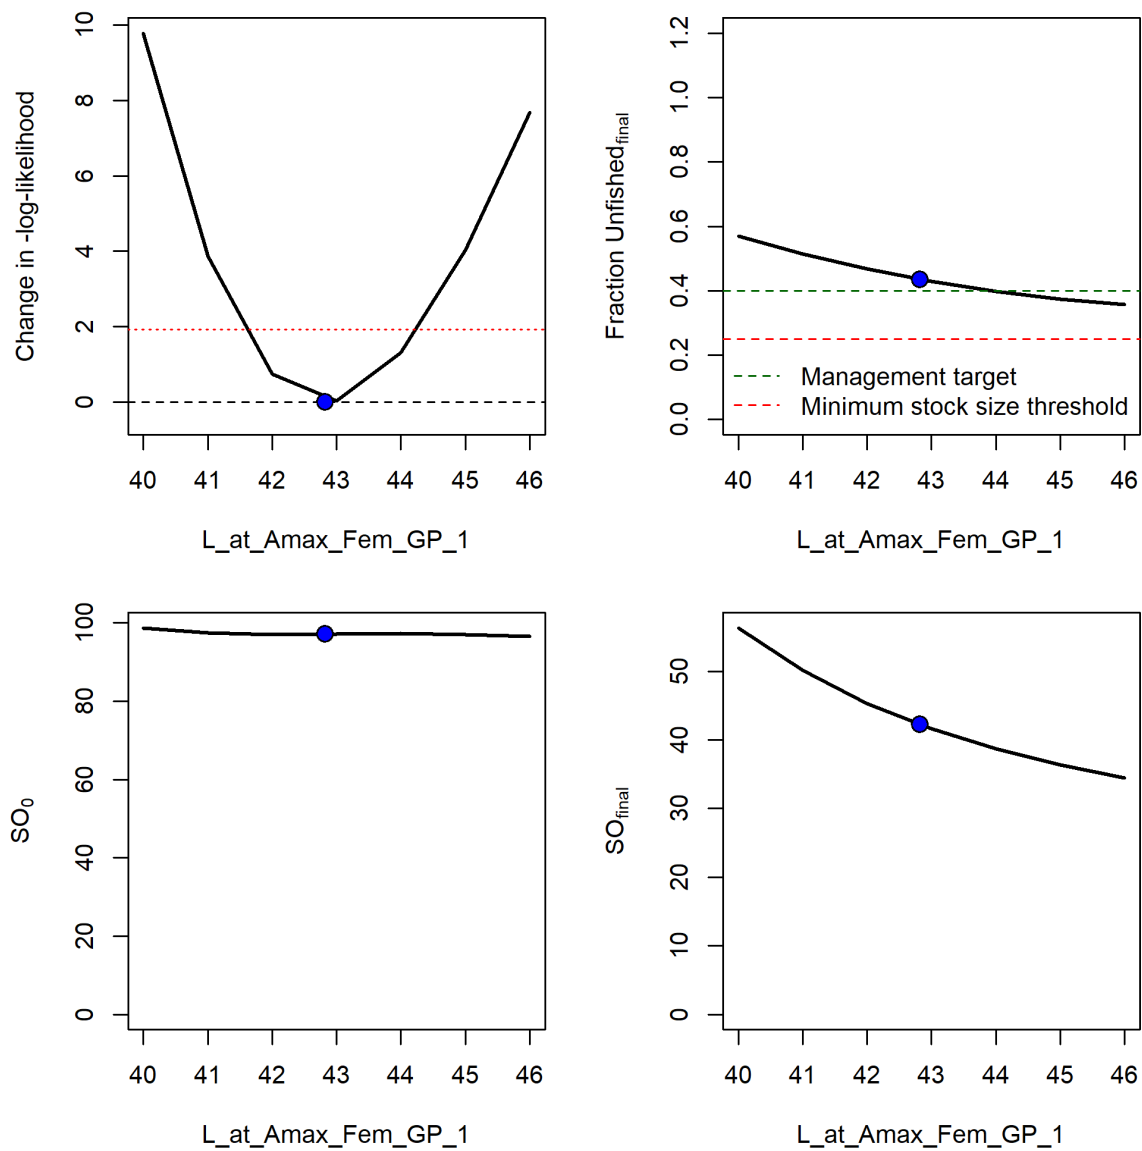 Change in -log-likelihood
10
8
6
4
2
0
40 41 42 43 44 45 46
L_at_Amax_Fem_GP_1
Fraction Unfished final
1.2
1.0
0.8
0.6
0.4
0.2
0.0
Management target
Minimum stock size threshold
40 41 42 43 44 45 46
L_at_Amax_Fem_GP_1
SO0
100
80
60
40
20
0
40 41 42 43 44 45 46
L_at_Amax_Fem_GP_1
SOfinal
50
40
30
20
10
0
40 41 42 43 44 45 46
L_at_Amax_Fem_GP_1